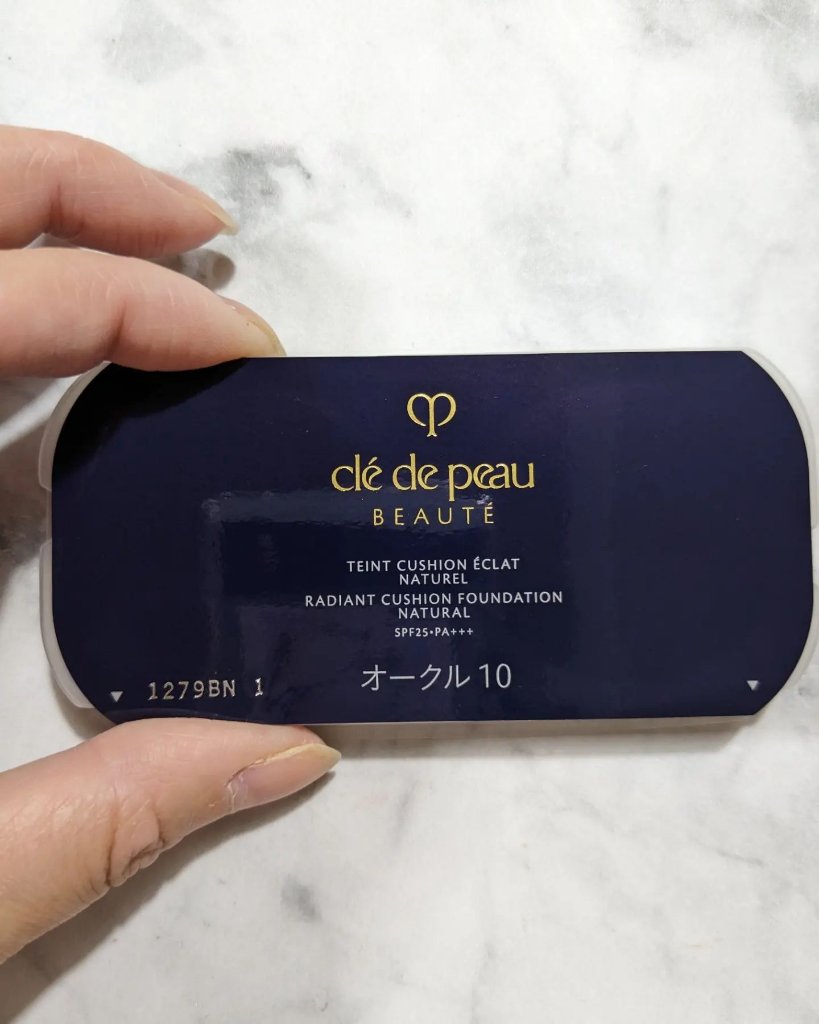 clé de peau
BEAUTÉ
TEINT CUSHION ÉCLAT
NATUREL
RADIANT CUSHION FOUNDATION
NATURAL
SPF25•PA+++
オークル 10
1279BN 1